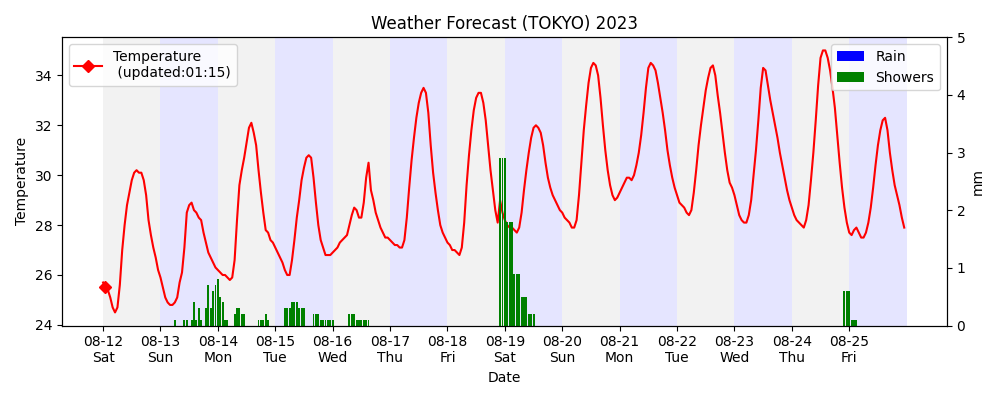 Weather Forecast (TOKYO) 2023
Temperature
(updated:01:15)
Rain
Showers
Temperature
34
32
30
28
26
24
5
4
3
2
1
0
mm
08-12 08-13 08-14 08-15 08-16 08-17 08-18 08-19 08-20 08-21 08-22 08-23 08-24 08-25
Sat Sun Mon Tue Wed Thu Fri Sat Sun Mon Tue Wed Thu Fri
Date